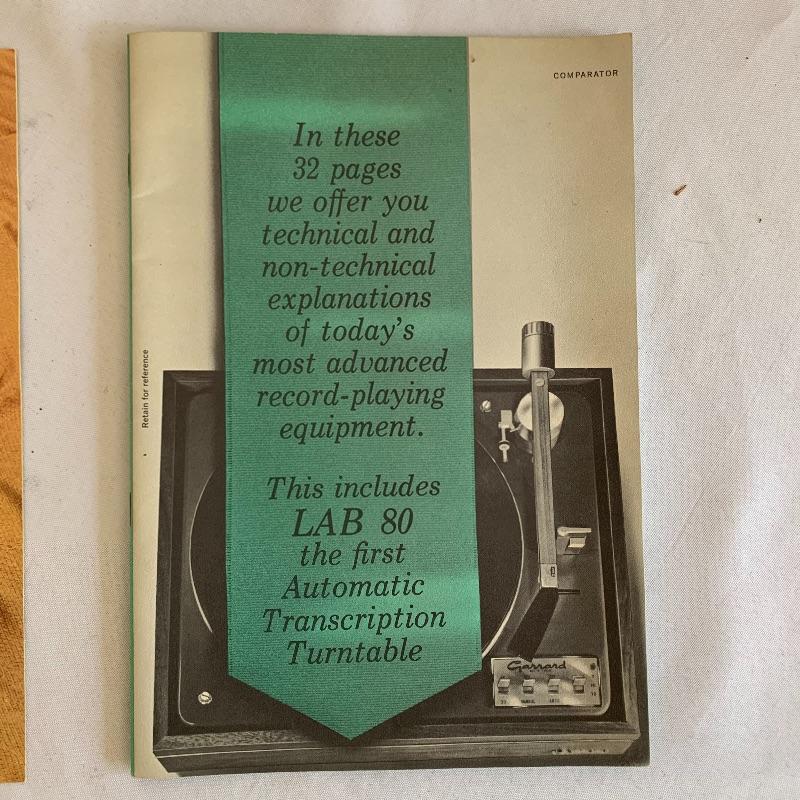 COMPARATOR
In these
32 pages
we offer you
technical and
non-technical
explanations
of today's
most advanced
record-playing
equipment.
This includes
LAB 80
the first
Automatic
Transcription
Turntable
Retain for reference
Garrard